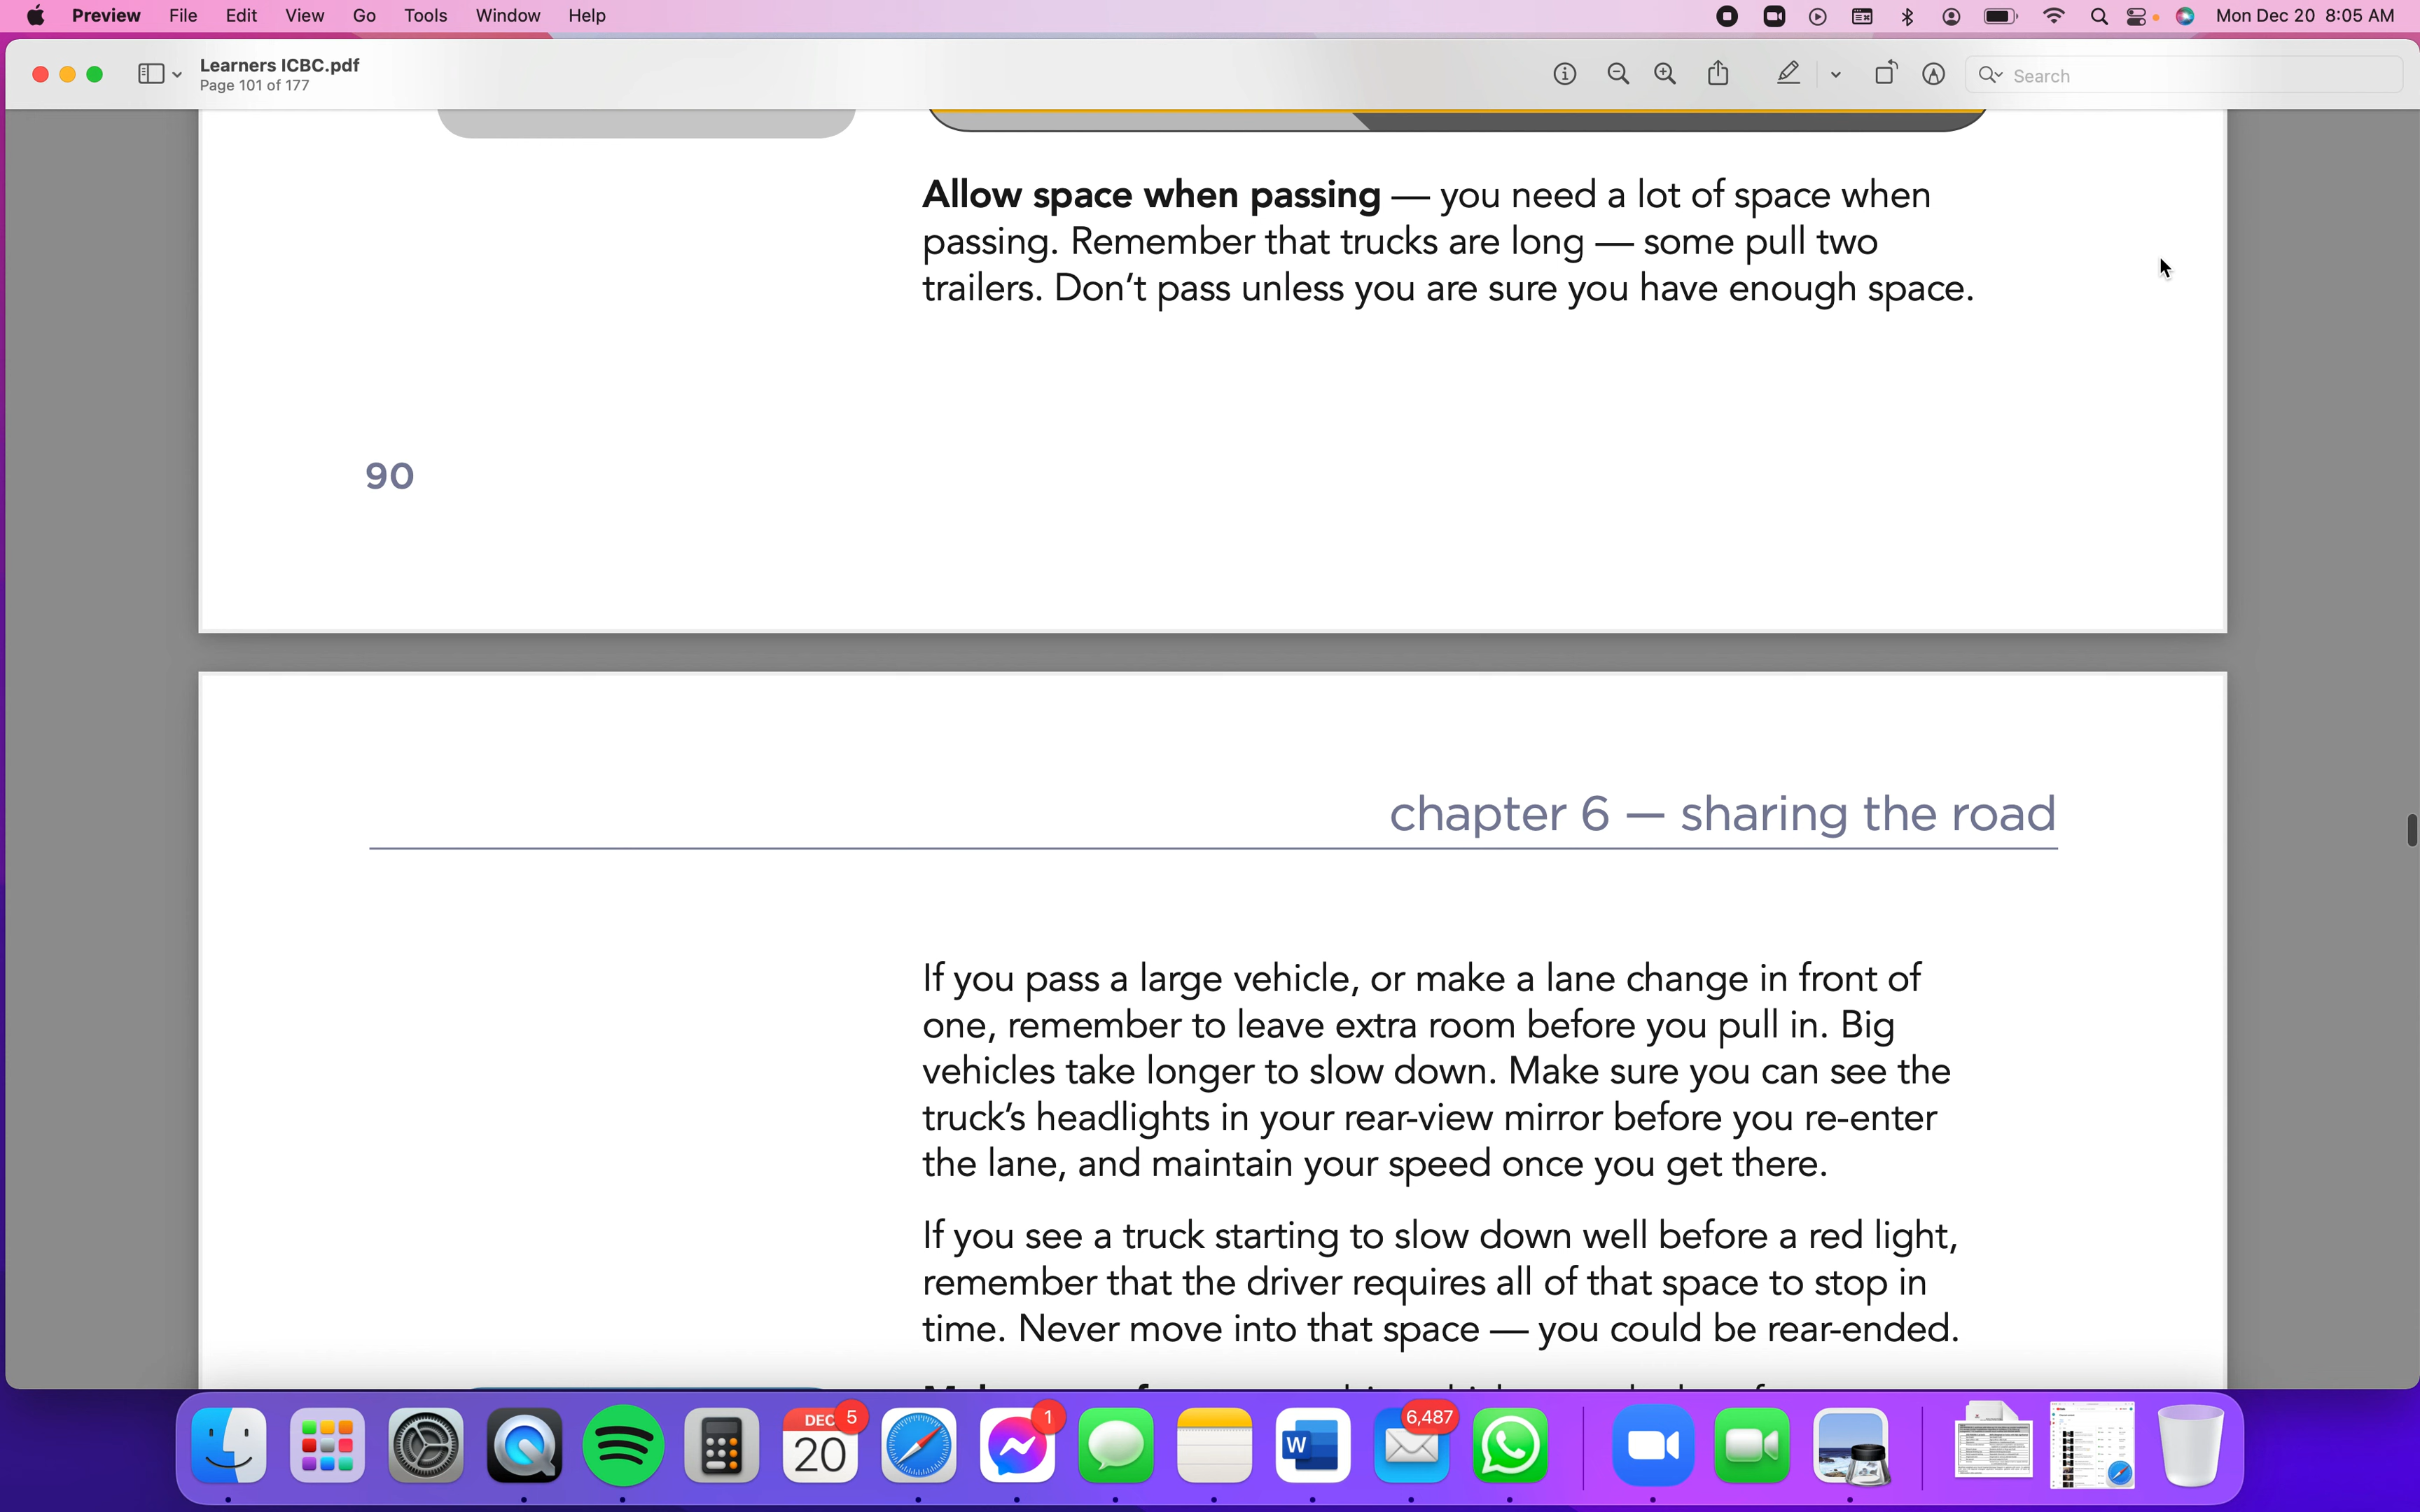 Preview File Edit View Go Tools Window Help Mon Dec 20 8:05 AM
Learners ICBC.pdf
Page 101 of 177
Search
Allow space when passing — you need a lot of space when
passing. Remember that trucks are long — some pull two
trailers. Don’t pass unless you are sure you have enough space.
90
chapter 6 — sharing the road
If you pass a large vehicle, or make a lane change in front of
one, remember to leave extra room before you pull in. Big
vehicles take longer to slow down. Make sure you can see the
truck’s headlights in your rear-view mirror before you re-enter
the lane, and maintain your speed once you get there.
If you see a truck starting to slow down well before a red light,
remember that the driver requires all of that space to stop in
time. Never move into that space — you could be rear-ended.
DEC 5 1 6,487
20 W